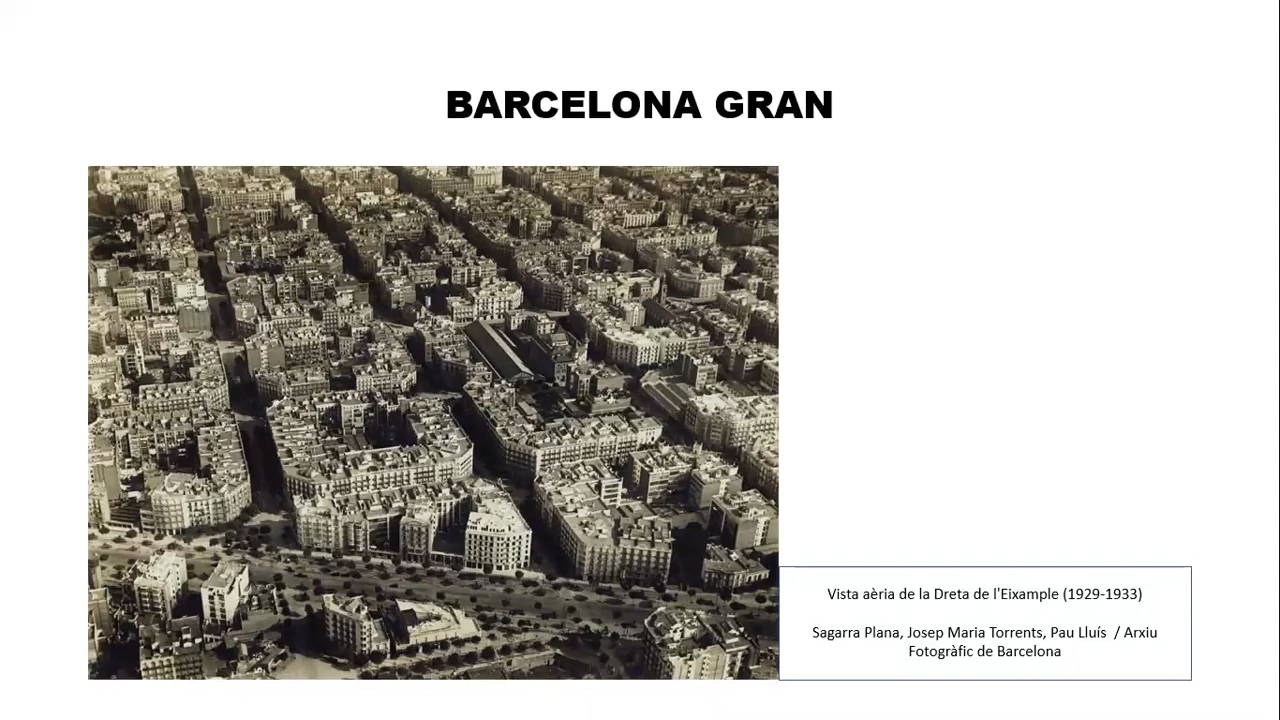 BARCELONA GRAN
Vista aèria de la Dreta de l'Eixample (1929-1933)
Sagarra Plana, Josep Maria Torrents, Pau Lluís / Arxiu
Fotogràfic de Barcelona